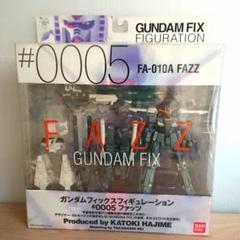 GUNDAM FIX
FIGURATION
#0005
FA-010A FAZZ
FAZZ
GUNDAM FIX
ガンダムフィックスフィギュレーション
#0005 ファッツ
Produced by KATOKI HAJIME
BANDAI